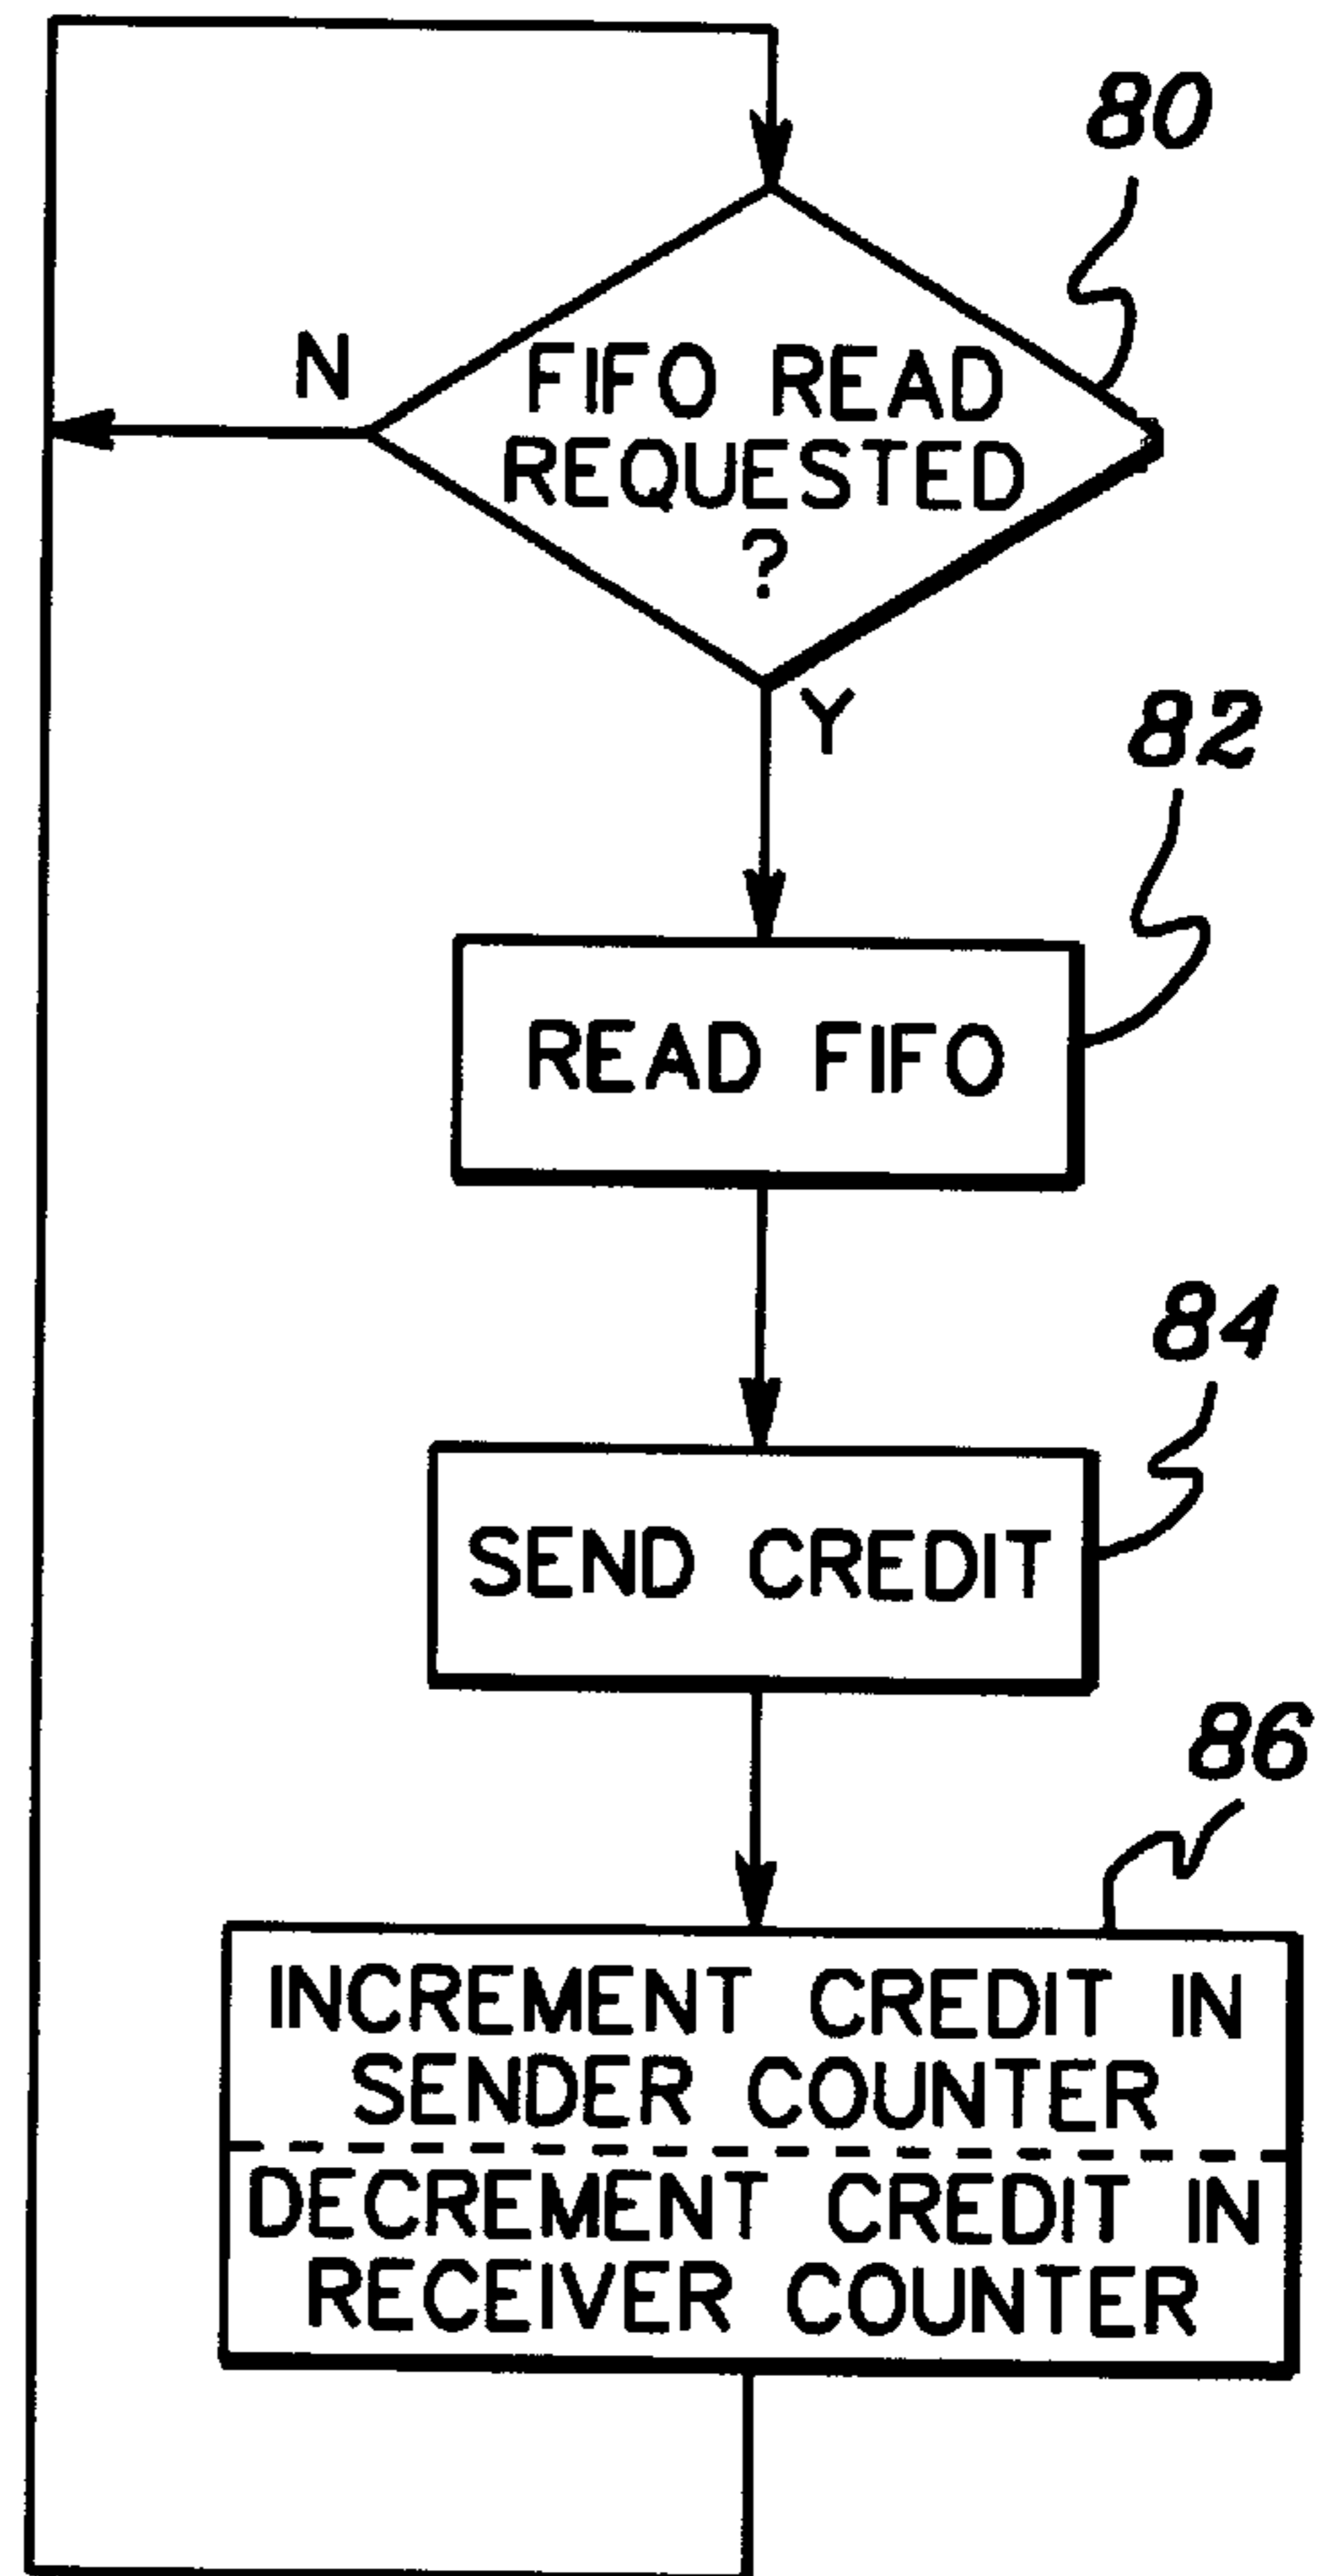 80
N
FIFO READ
REQUESTED
?
Y
82
READ FIFO
84
SEND CREDIT
86
INCREMENT CREDIT IN
SENDER COUNTER
DECREMENT CREDIT IN
RECEIVER COUNTER